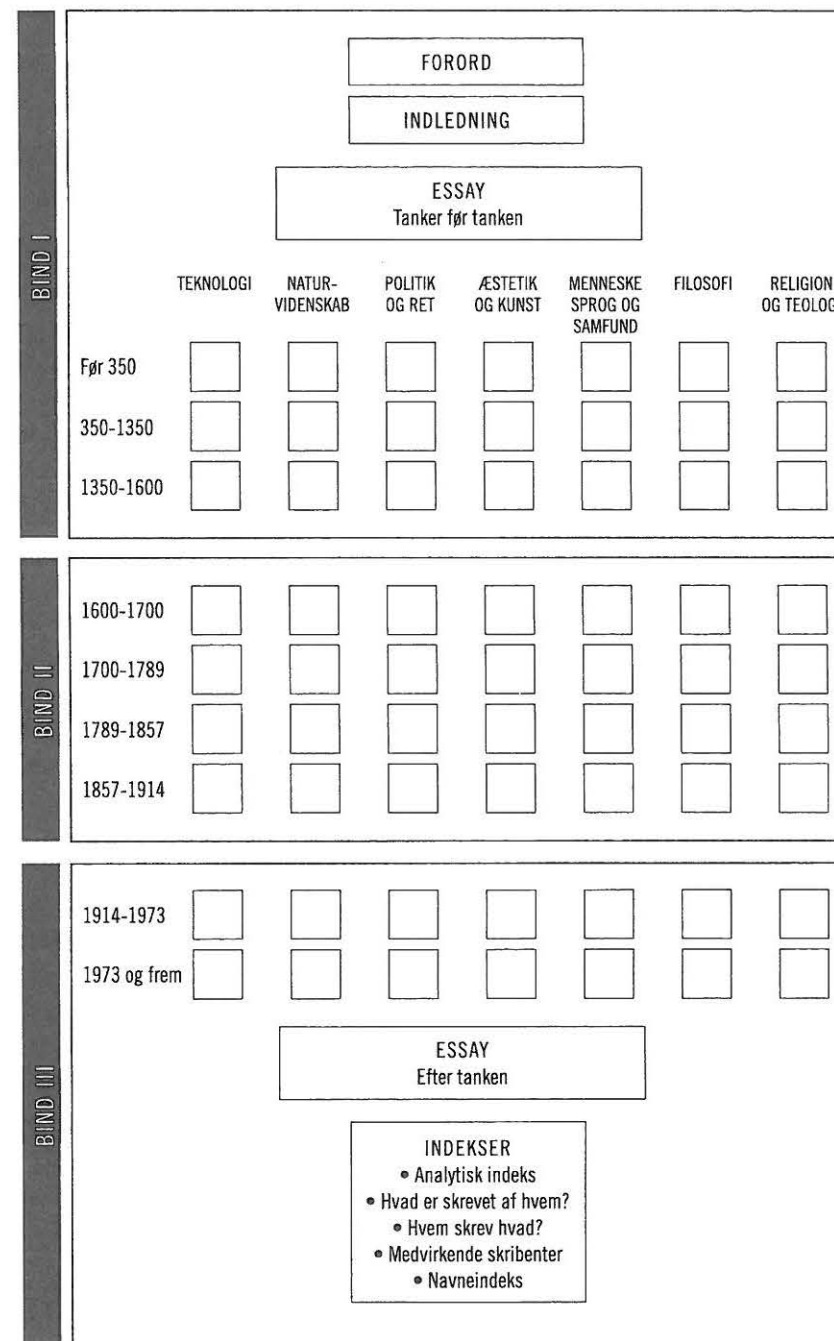 BIND I
FORORD
INDLEDNING
ESSAY
Tanker før tanken
TEKNOLOGI
NATUR-
VIDENSKAB
POLITIK
OG RET
ÆSTETIK
OG KUNST
MENNESKE
SPROG OG
SAMFUND
FILOSOFI
RELIGION
OG TEOLOG
Før 350
350-1350
1350-1600
BIND II
1600-1700
1700-1789
1789-1857
1857-1914
BIND III
1914-1973
1973 og frem
ESSAY
Efter tanken
INDEKSER
• Analytisk indeks
• Hvad er skrevet af hvem?
• Hvem skrev hvad?
• Medvirkende skribenter
• Navneindeks